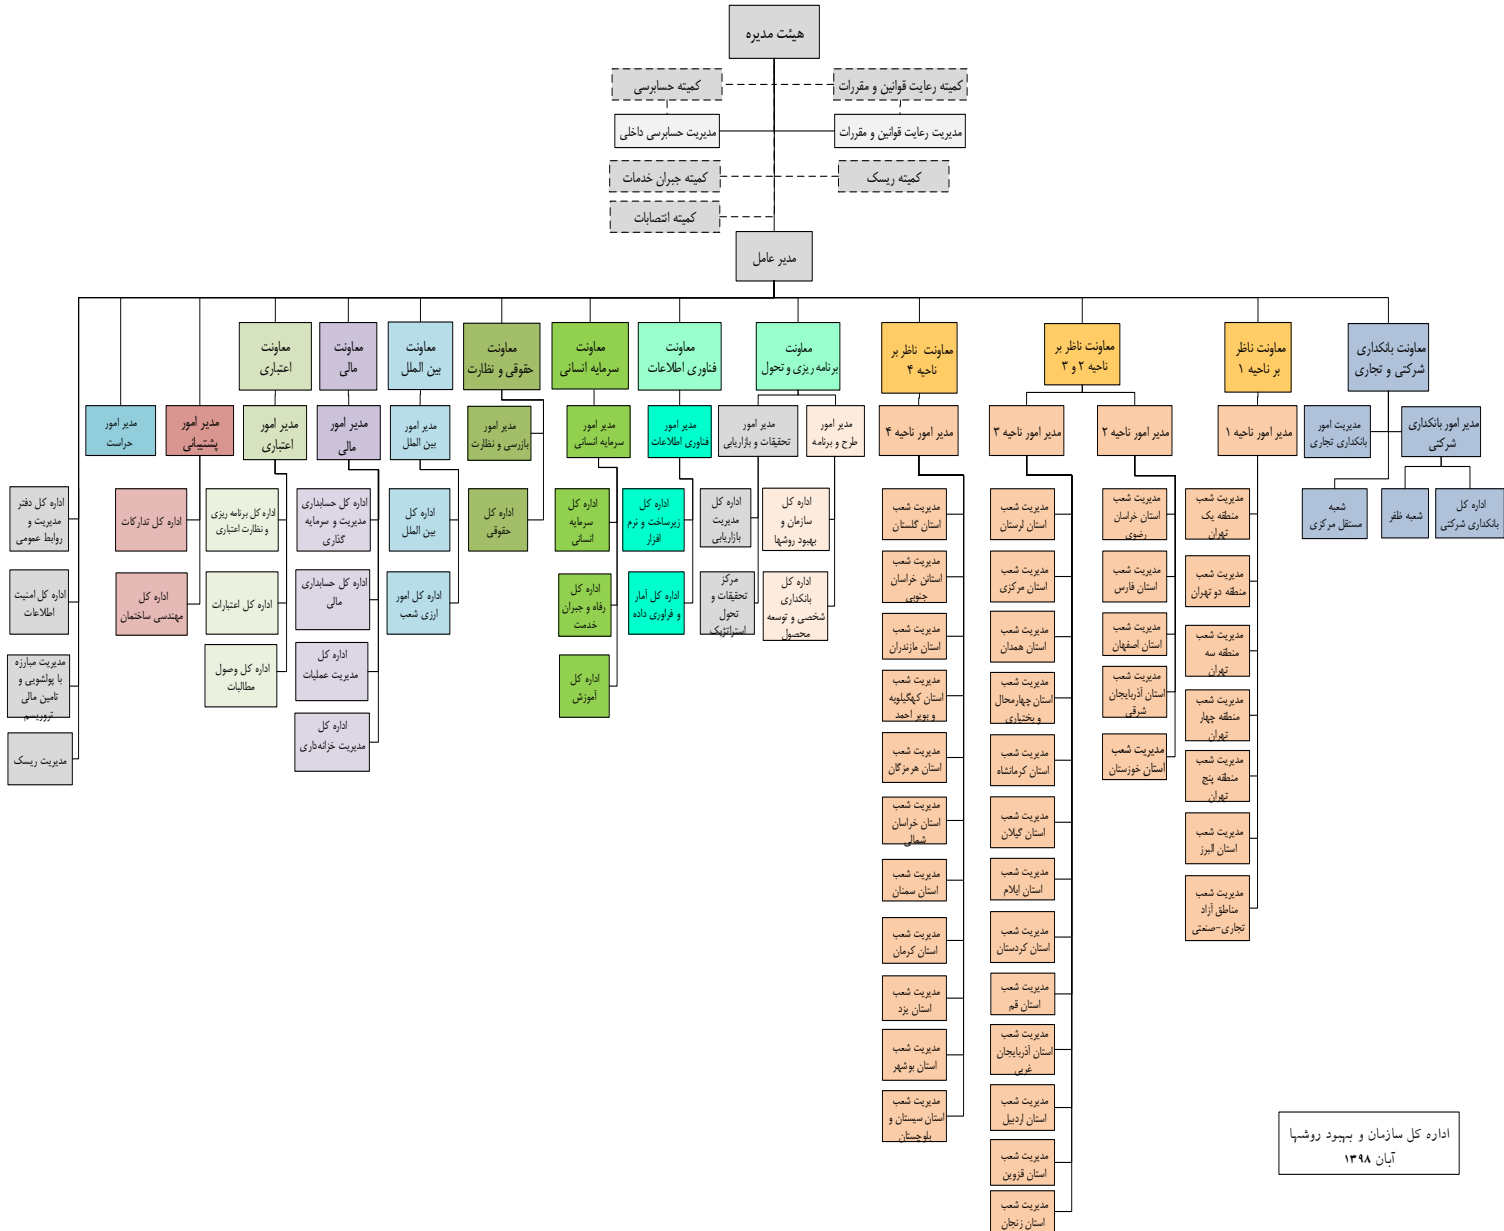 هیئت مدیره
کمیته رعایت قوانین و مقررات
کمیته حسابرسی
مدیریت رعایت قوانین و مقررات
مدیریت حسابرسی داخلی
کمیته ریسک
کمیته جبران خدمات
کمیته انتصابات
مدیر عامل
معاونت بانکداری
شرکتی و تجاری
معاونت ناظر
بر ناحیه ۱
معاونت ناظر بر
ناحیه ۲ و ۳
معاونت ناظر بر
ناحیه ۴
معاونت
برنامه ریزی و تحول
معاونت
فناوری اطلاعات
معاونت
سرمایه انسانی
معاونت
حقوقی و نظارت
معاونت
بین الملل
معاونت
مالی
معاونت
اعتباری
مدیر امور بانکداری
شرکتی
مدیریت امور
بانکداری تجاری
مدیر امور ناحیه ۱
مدیر امور ناحیه ۲
مدیر امور ناحیه ۳
مدیر امور ناحیه ۴
مدیر امور
طرح و برنامه
مدیر امور
تحقیقات و بازاریابی
مدیر امور
فناوری اطلاعات
مدیر امور
سرمایه انسانی
مدیر امور
بازرسی و نظارت
مدیر امور
بین الملل
مدیر امور
مالی
مدیر امور
اعتباری
مدیر امور
پشتیبانی
مدیر امور
حراست
اداره کل
بانکداری شرکتی
شعبه ظفر
شعبه
مستقل مرکزی
مدیریت شعب
منطقه یک
تهران
مدیریت شعب
منطقه دو تهران
مدیریت شعب
منطقه سه
تهران
مدیریت شعب
منطقه چهار
تهران
مدیریت شعب
منطقه پنج
تهران
مدیریت شعب
استان البرز
مدیریت شعب
مناطق آزاد
تجاری-صنعتی
مدیریت شعب
استان خراسان
رضوی
مدیریت شعب
استان فارس
مدیریت شعب
استان اصفهان
مدیریت شعب
استان آذربایجان
شرقی
مدیریت شعب
استان خوزستان
مدیریت شعب
استان لرستان
مدیریت شعب
استان مرکزی
مدیریت شعب
استان همدان
مدیریت شعب
استان چهارمحال
و بختیاری
مدیریت شعب
استان کرمانشاه
مدیریت شعب
استان گیلان
مدیریت شعب
استان ایلام
مدیریت شعب
استان کردستان
مدیریت شعب
استان قم
مدیریت شعب
استان آذربایجان
غربی
مدیریت شعب
استان اردبیل
مدیریت شعب
استان قزوین
مدیریت شعب
استان زنجان
مدیریت شعب
استان گلستان
مدیریت شعب
استانن خراسان
جنوبی
مدیریت شعب
استان مازندران
مدیریت شعب
استان کهگیلویه
و بویر احمد
مدیریت شعب
استان هرمزگان
مدیریت شعب
استان خراسان
شمالی
مدیریت شعب
استان سمنان
مدیریت شعب
استان کرمان
مدیریت شعب
استان یزد
مدیریت شعب
استان بوشهر
مدیریت شعب
استان سیستان و
بلوچستان
اداره کل
سازمان و
بهبود روشها
اداره کل
بانکداری
شخصی و توسعه
محصول
اداره کل
مدیریت
بازاریابی
مرکز
تحقیقات و
تحول
استراتژیک
اداره کل
زیرساخت و نرم
افزار
اداره کل آمار
و فراوری داده
اداره کل
سرمایه
انسانی
اداره کل
رفاه و جبران
خدمت
اداره کل
آموزش
اداره کل
حقوقی
اداره کل
بین الملل
اداره کل امور
ارزی شعب
اداره کل حسابداری
مدیریت و سرمایه
گذاری
اداره کل حسابداری
مالی
اداره کل
مدیریت عملیات
اداره کل
مدیریت خزانه‌داری
اداره کل برنامه ریزی
و نظارت اعتباری
اداره کل اعتبارات
اداره کل وصول
مطالبات
اداره کل تدارکات
اداره کل
مهندسی ساختمان
اداره کل دفتر
مدیریت و
روابط عمومی
اداره کل امنیت
اطلاعات
مدیریت مبارزه
با پولشویی و
تامین مالی
تروریسم
مدیریت ریسک
اداره کل سازمان و بهبود روشها
آبان ۱۳۹۸